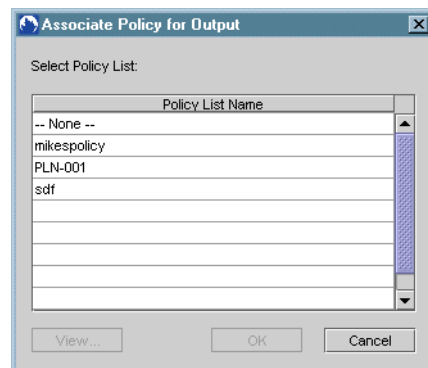 Associate Policy for Output
Select Policy List:
Policy List Name
-- None --
mikespolicy
PLN-001
sdf
View...
OK
Cancel